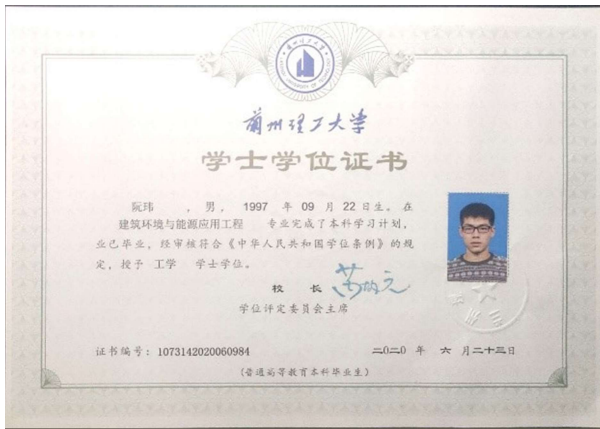 兰州理工大学
学士学位证书
阮玮 ，男， 1997 年 09 月 22 日生。在
建筑环境与能源应用工程 专业完成了本科学习计划，
业已毕业，经审核符合《中华人民共和国学位条例》的规
定，授予 工学 学士学位。
校 长
学位评定委员会主席
证书编号：1073142020060984
二〇二〇 年 六 月二十三日
（普通高等教育本科毕业生）